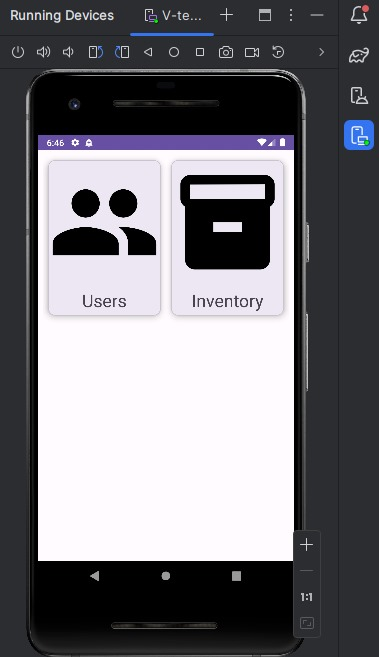 Running Devices
V-te...
6:46
Users
Inventory
1:1